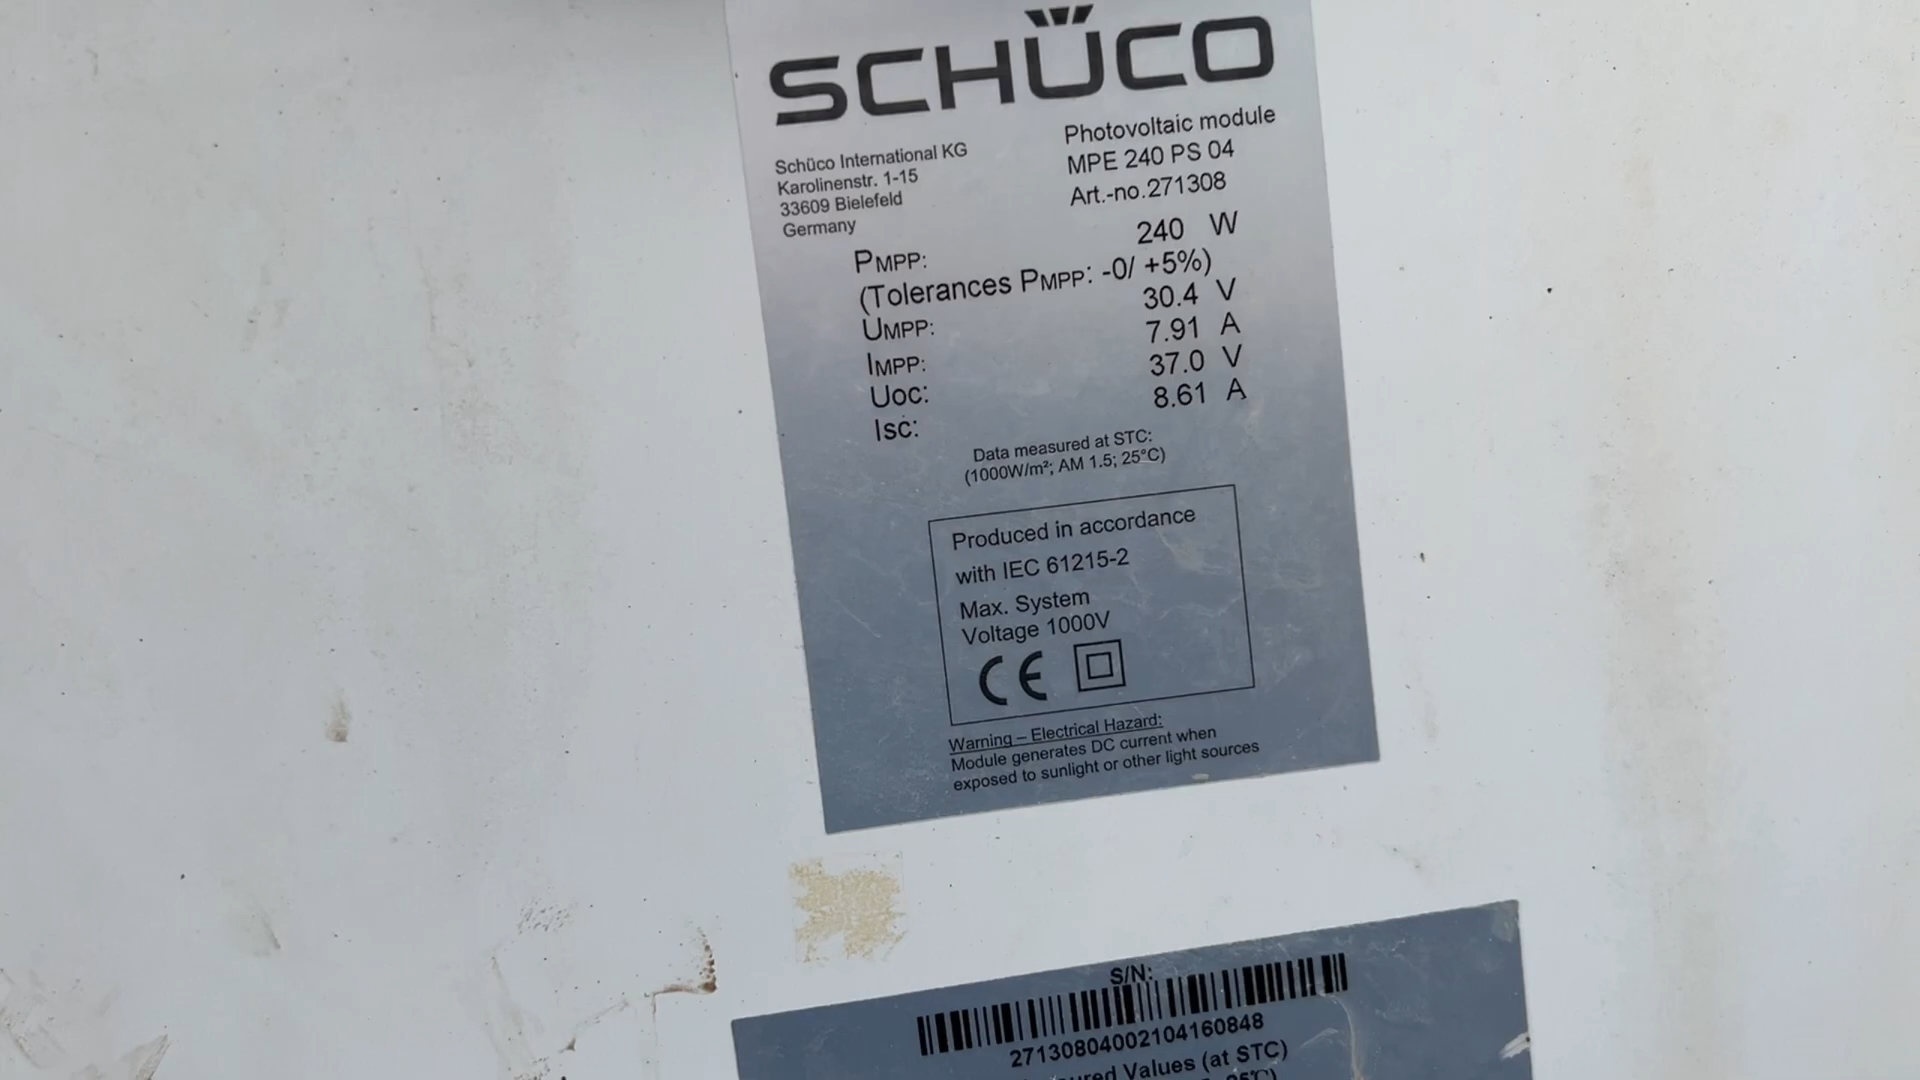 SCHÜCO
Schüco International KG
Karolinenstr. 1-15
33609 Bielefeld
Germany
Photovoltaic module
MPE 240 PS 04
Art.-no.271308
PMPP: 240 W
(Tolerances PMPP: -0/ +5%)
UMPP: 30.4 V
IMPP: 7.91 A
Uoc: 37.0 V
Isc: 8.61 A
Data measured at STC:
(1000W/m²; AM 1.5; 25°C)
Produced in accordance
with IEC 61215-2
Max. System
Voltage 1000V
CE
Warning – Electrical Hazard:
Module generates DC current when
exposed to sunlight or other light sources
S/N:
27130804002104160848
Values (at STC)